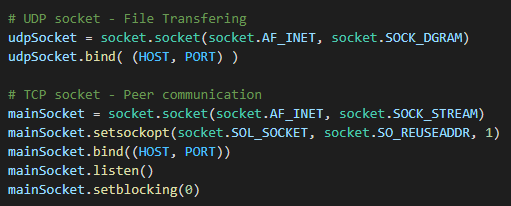 # UDP socket - File Transfering
udpSocket = socket.socket(socket.AF_INET, socket.SOCK_DGRAM)
udpSocket.bind( (HOST, PORT) )
# TCP socket - Peer communication
mainSocket = socket.socket(socket.AF_INET, socket.SOCK_STREAM)
mainSocket.setsockopt(socket.SOL_SOCKET, socket.SO_REUSEADDR, 1)
mainSocket.bind((HOST, PORT))
mainSocket.listen()
mainSocket.setblocking(0)